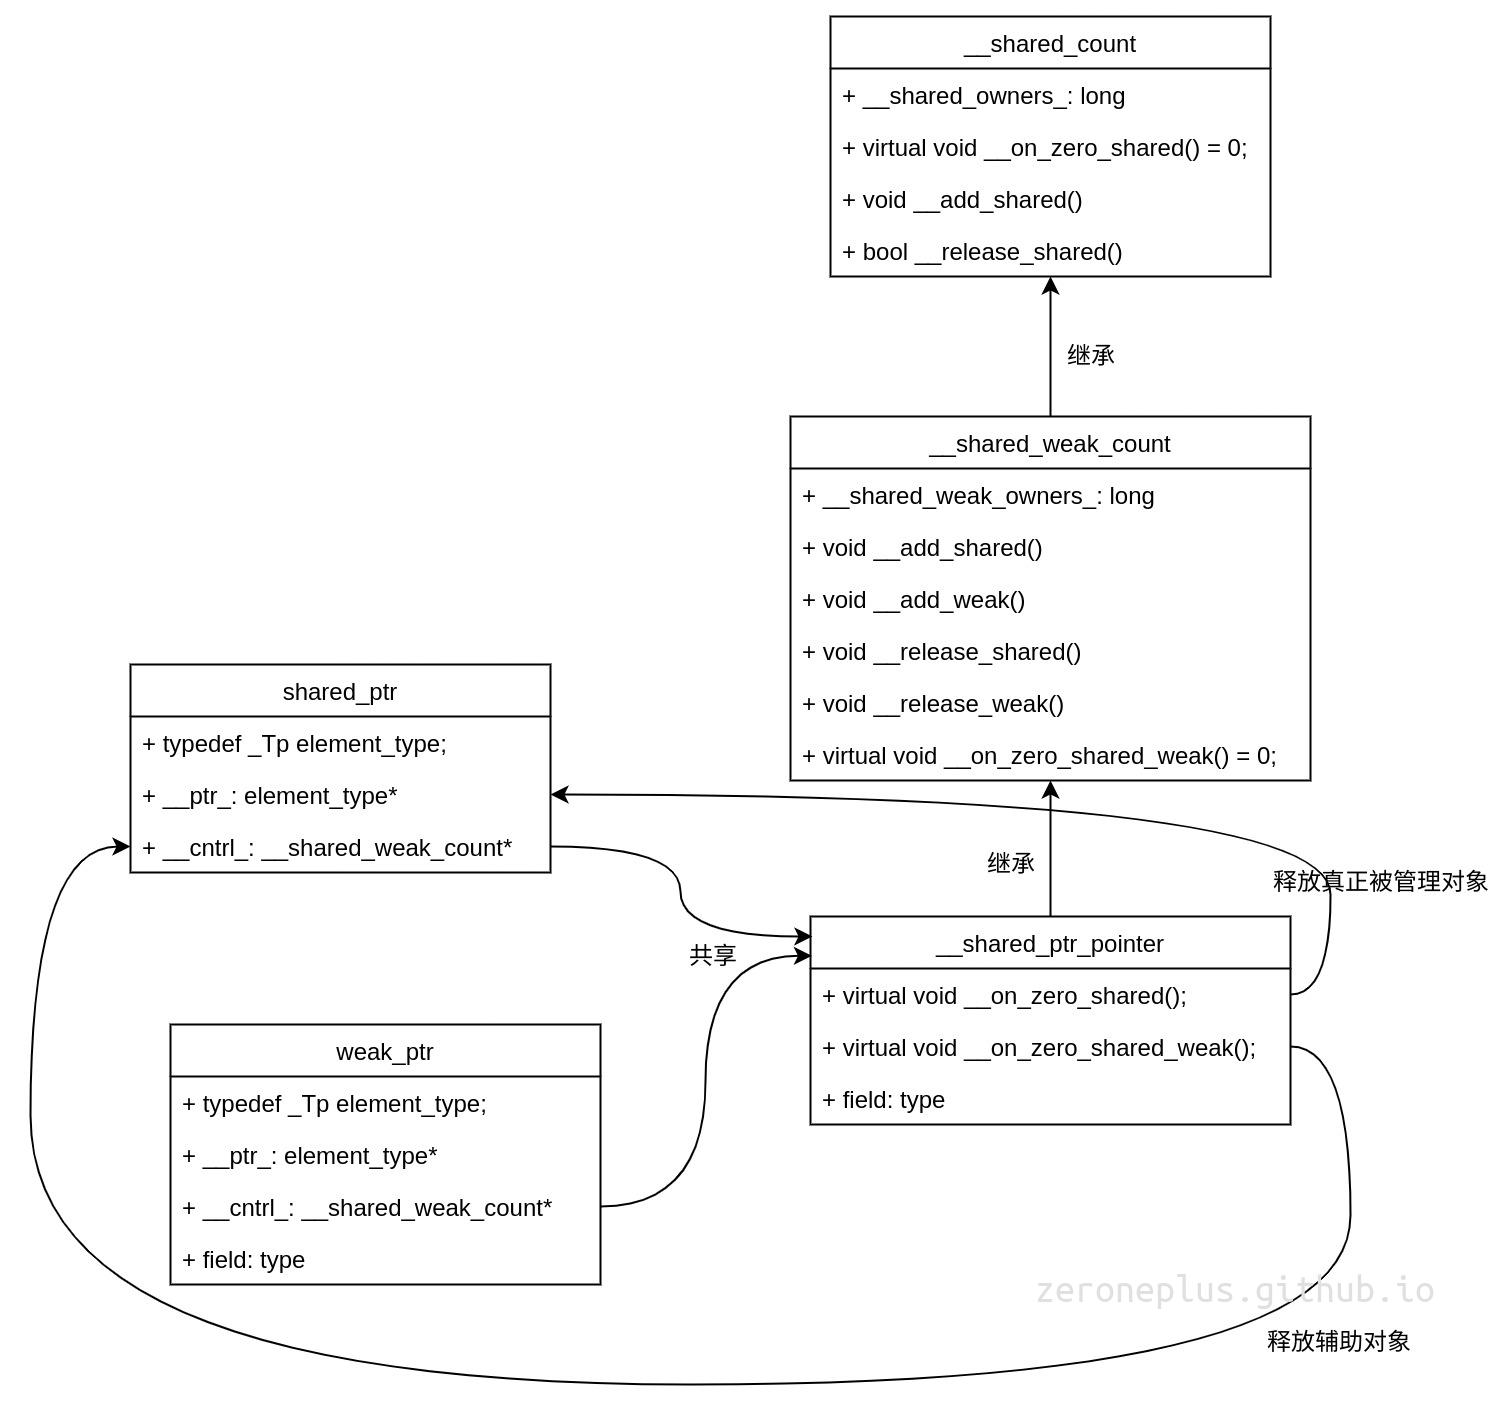 __shared_count
+ __shared_owners_: long
+ virtual void __on_zero_shared() = 0;
+ void __add_shared()
+ bool __release_shared()
继承
__shared_weak_count
+ __shared_weak_owners_: long
+ void __add_shared()
+ void __add_weak()
+ void __release_shared()
+ void __release_weak()
+ virtual void __on_zero_shared_weak() = 0;
shared_ptr
+ typedef _Tp element_type;
+ __ptr_: element_type*
+ __cntrl_: __shared_weak_count*
继承
释放真正被管理对象
共享
__shared_ptr_pointer
+ virtual void __on_zero_shared();
+ virtual void __on_zero_shared_weak();
+ field: type
weak_ptr
+ typedef _Tp element_type;
+ __ptr_: element_type*
+ __cntrl_: __shared_weak_count*
+ field: type
zeroneplus.github.io
释放辅助对象